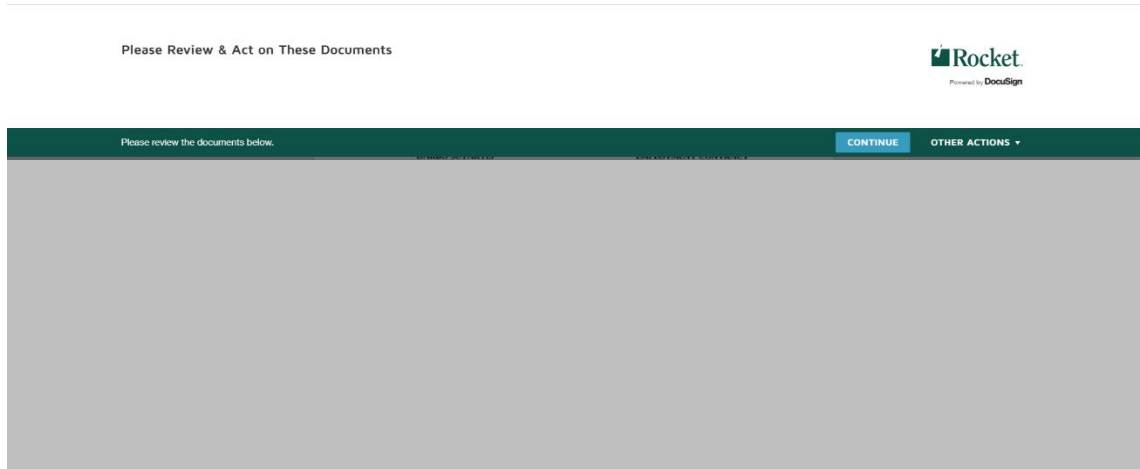 Please Review & Act on These Documents
Rocket.
Powered by DocuSign
Please review the documents below.
CONTINUE
OTHER ACTIONS ▼